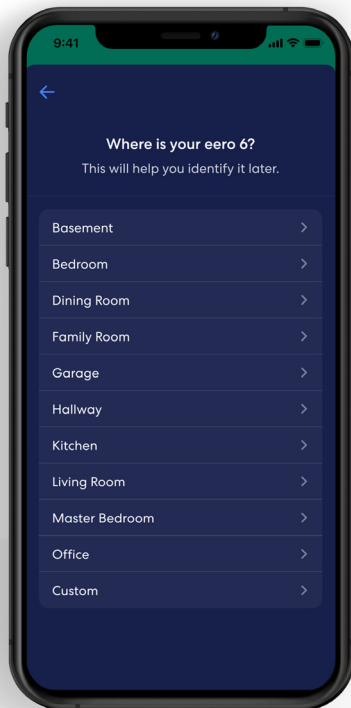 9:41
Where is your eero 6?
This will help you identify it later.
Basement
Bedroom
Dining Room
Family Room
Garage
Hallway
Kitchen
Living Room
Master Bedroom
Office
Custom